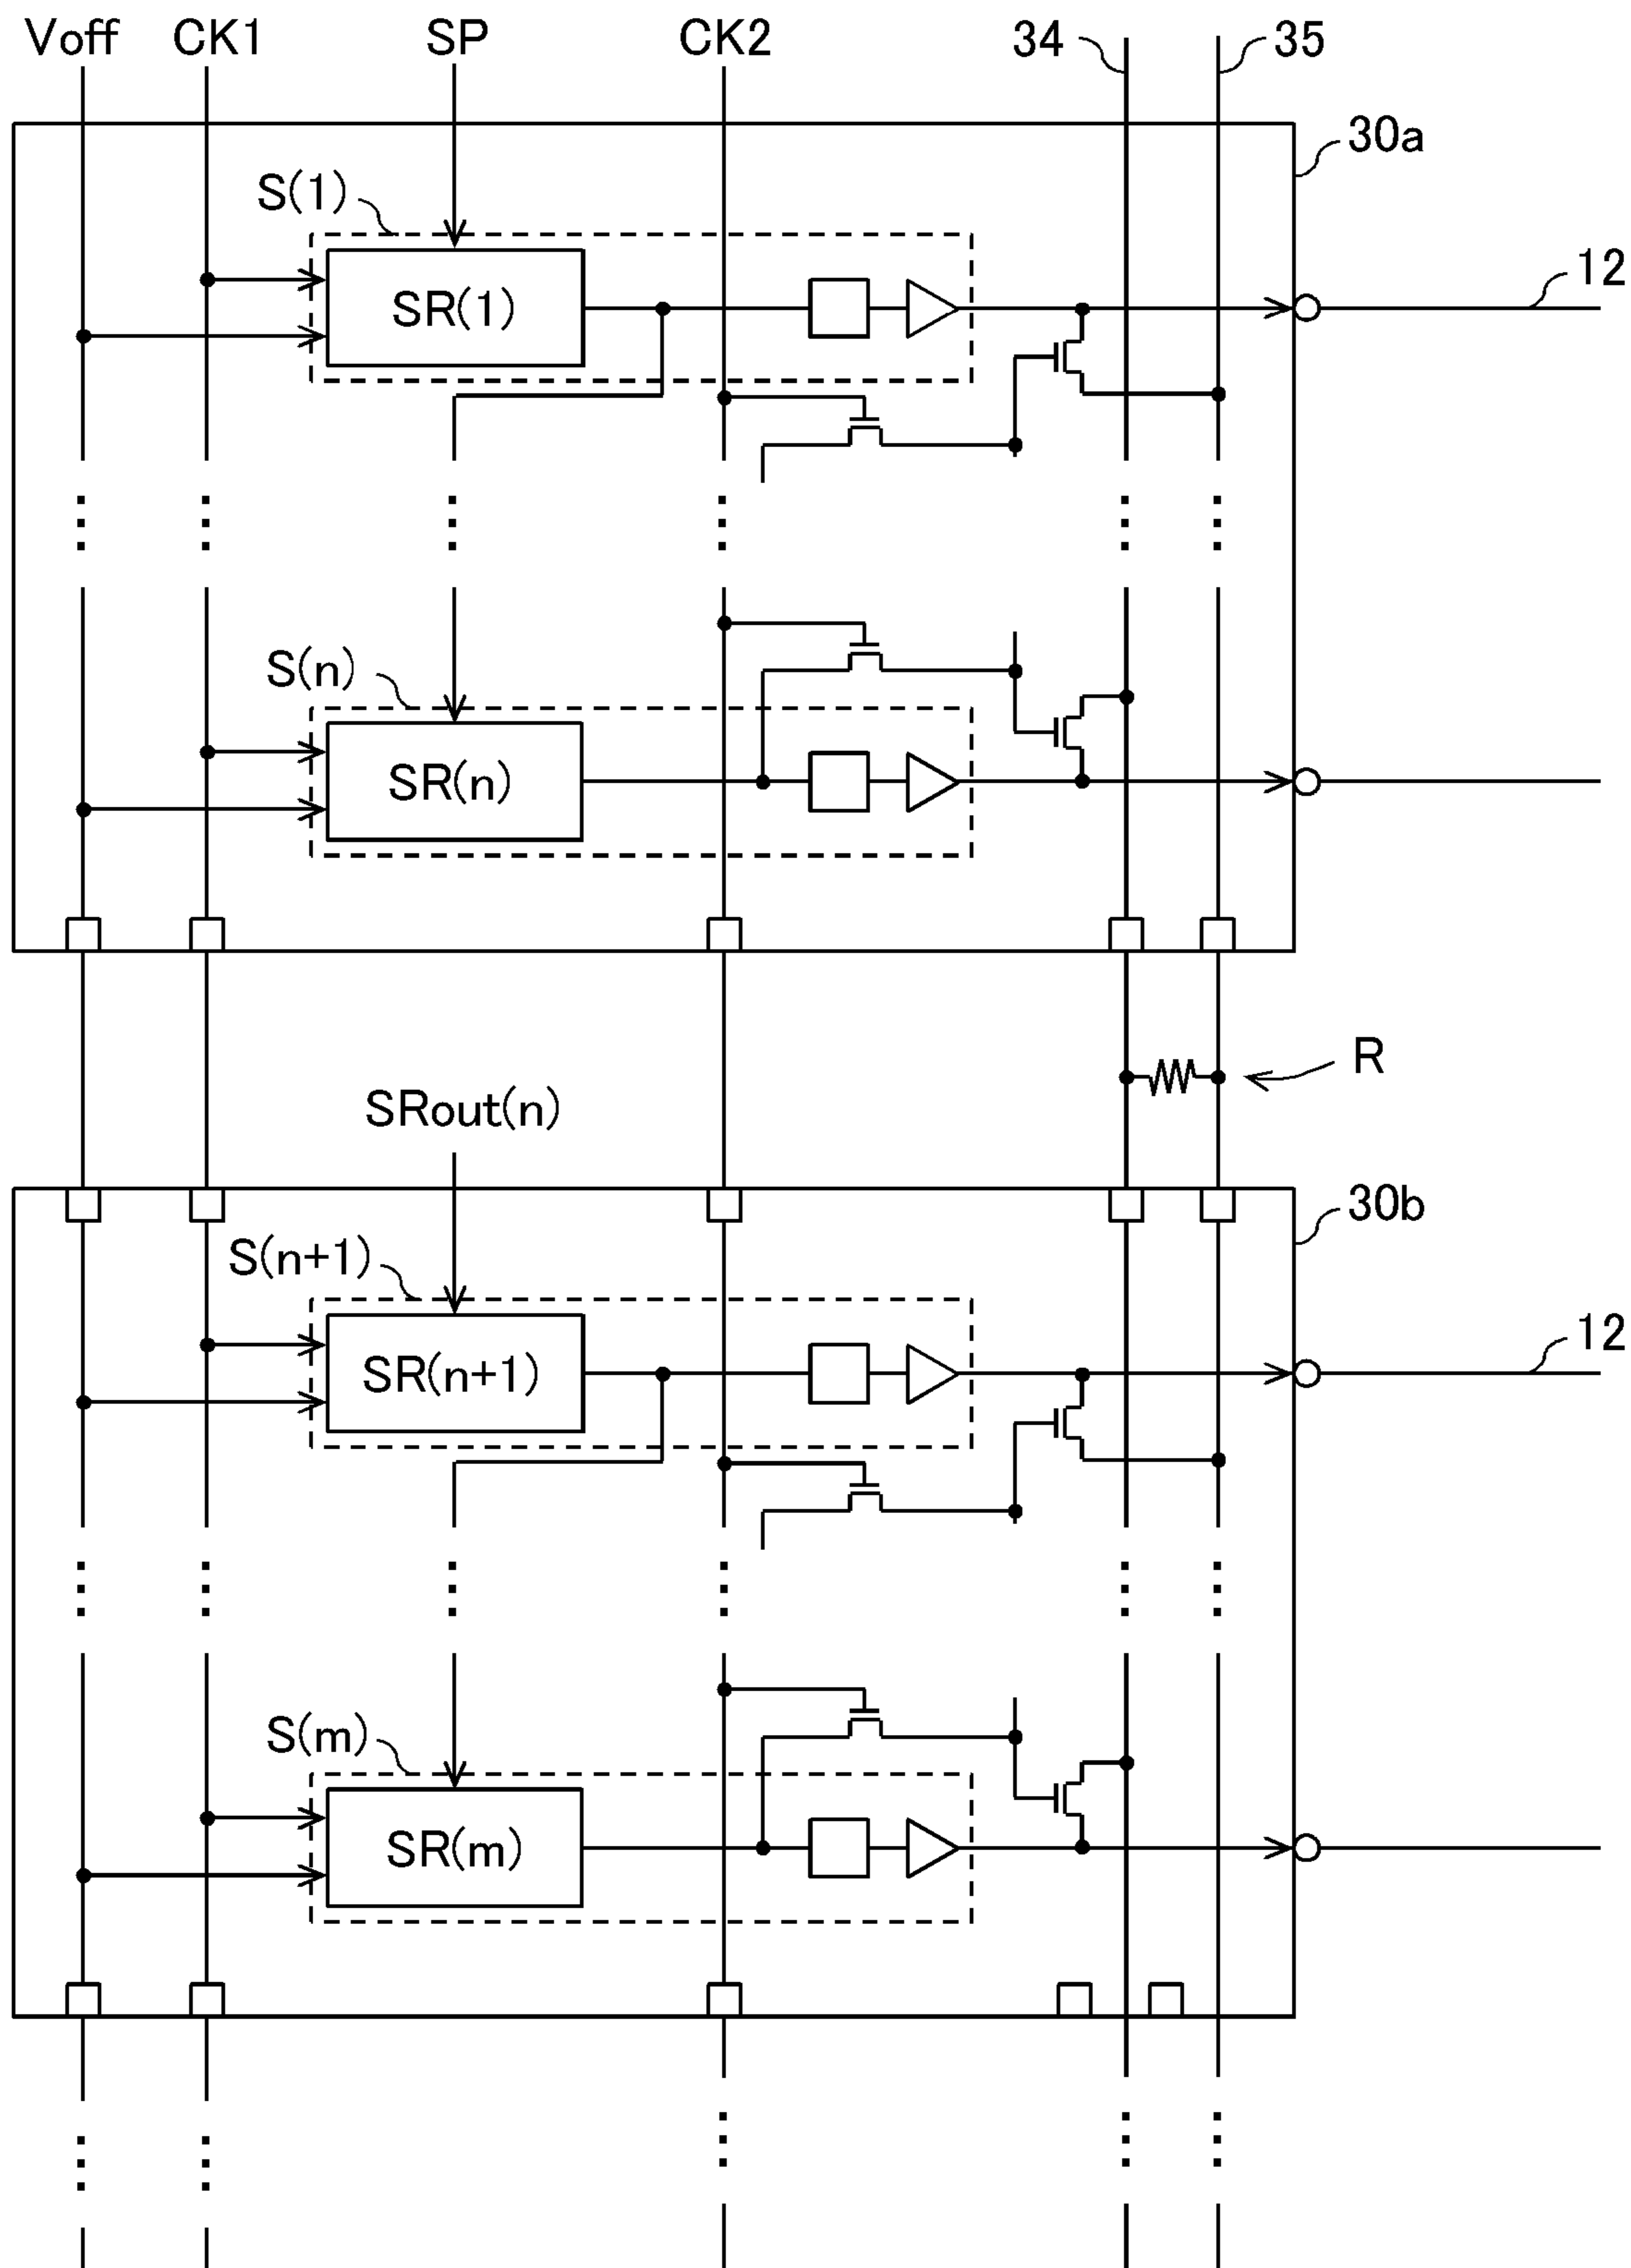 Voff CK1 SP CK2 34 35
30a
S(1)
12
SR(1)
S(n)
SR(n)
R
SRout(n)
30b
S(n+1)
12
SR(n+1)
S(m)
SR(m)